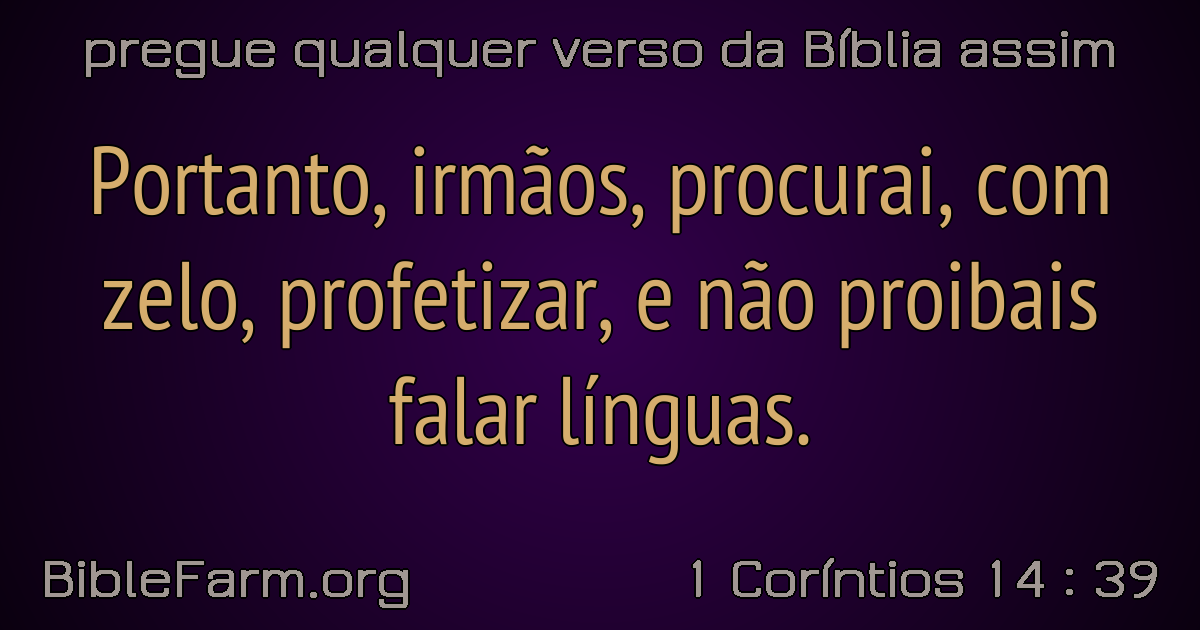 pregue qualquer verso da Bíblia assim
Portanto, irmãos, procurai, com
zelo, profetizar, e não proibais
falar línguas.
BibleFarm.org
1 Coríntios 14 : 39